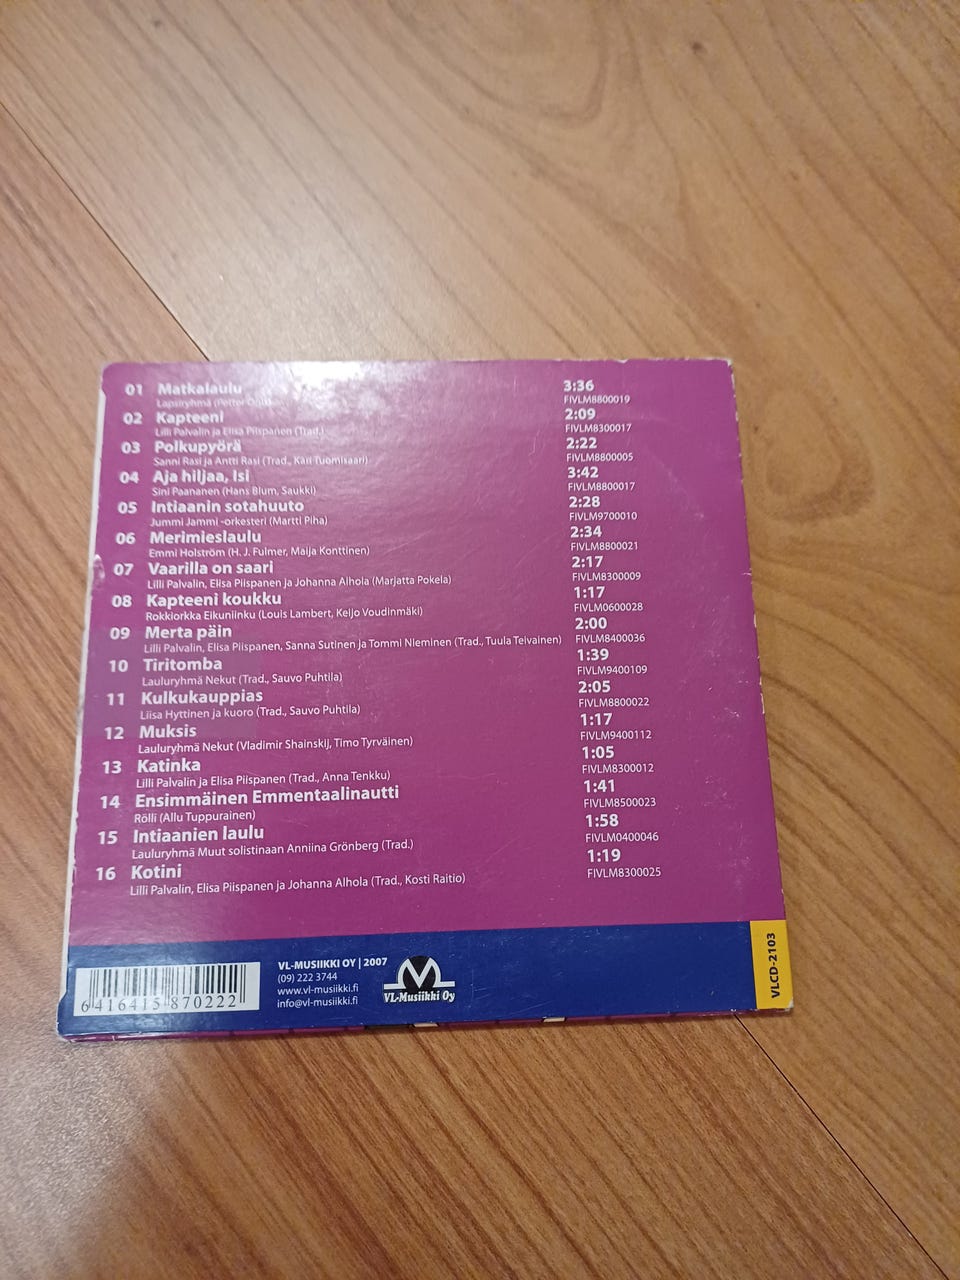 01 Matkalaulu 3:36
Lapsiryhmä (Petter FIVLM8800019
02 Kapteeni 2:09
Lilli Palvalin ja Elisa Piispanen (Trad.) FIVLM8300017
03 Polkupyörä 2:22
Sanni Rasi ja Antti Rasi (Trad., Kari Tuomisaari) FIVLM8800005
04 Aja hiljaa, isi 3:42
Sini Paananen (Hans Blum, Saukki) FIVLM8800017
05 Intiaanin sotahuuto 2:28
Jummi Jammi -orkesteri (Martti Piha) FIVLM9700010
06 Merimieslaulu 2:34
Emmi Holström (H. J. Fulmer, Maija Konttinen) FIVLM8800021
07 Vaarilla on saari 2:17
Lilli Palvalin, Elisa Piispanen ja Johanna Alhola (Marjatta Pokela) FIVLM8300009
08 Kapteeni koukku 1:17
Rokkiorkka Eikuniinku (Louis Lambert, Keijo Voudinmäki) FIVLM0600028
09 Merta päin 2:00
Lilli Palvalin, Elisa Piispanen, Sanna Sutinen ja Tommi Nieminen (Trad., Tuula Teivainen) FIVLM8400036
10 Tiritomba 1:39
Lauluryhmä Nekut (Trad., Sauvo Puhtila) FIVLM9400109
11 Kulkukauppias 2:05
Liisa Hyttinen ja kuoro (Trad., Sauvo Puhtila) FIVLM8800022
12 Muksis 1:17
Lauluryhmä Nekut (Vladimir Shainskij, Timo Tyrväinen) FIVLM9400112
13 Katinka 1:05
Lilli Palvalin ja Elisa Piispanen (Trad., Anna Tenkku) FIVLM8300012
14 Ensimmäinen Emmentaalinautti 1:41
Rölli (Allu Tuppurainen) FIVLM8500023
15 Intiaanien laulu 1:58
Lauluryhmä Muut solistinaan Anniina Grönberg (Trad.) FIVLM0400046
16 Kotini 1:19
Lilli Palvalin, Elisa Piispanen ja Johanna Alhola (Trad., Kosti Raitio) FIVLM8300025
6 416415 870222
VL-MUSIIKKI OY | 2007
(09) 222 3744
www.vl-musiikki.fi
info@vl-musiikki.fi
VL-Musiikki Oy
VLCD-2103